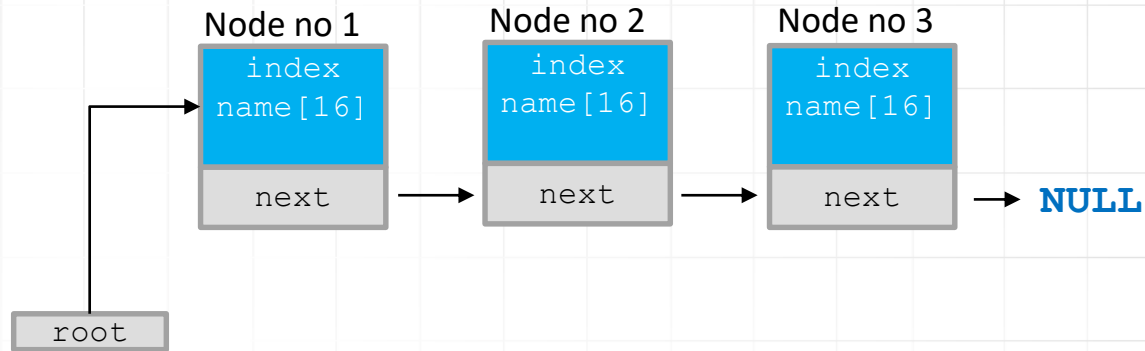 Node no 1
Node no 2
Node no 3
index
name[16]
next
index
name[16]
next
index
name[16]
next
NULL
root